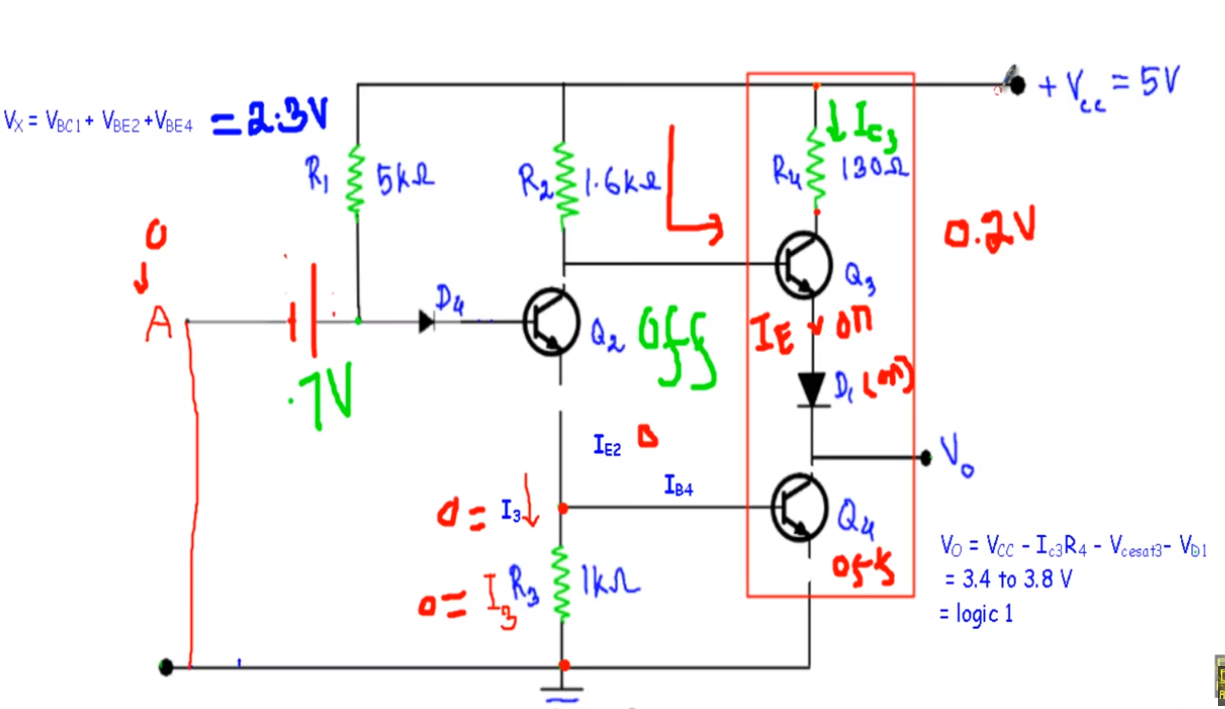 + Vcc = 5V
VX = VBC1 + VBE2 + VBE4 = 2.3V
IC3
R1 5kΩ
R2 1.6kΩ
R4 130Ω
0
0.2V
A
D4
Q2 off
Q3
IE on
.7V
D1 (on)
IE2 0
Vo
IB4
0 = I3
Q4
off
VO = VCC - Ic3R4 - Vcesat3 - VD1
= 3.4 to 3.8 V
= logic 1
0 = I3 R3 1kΩ